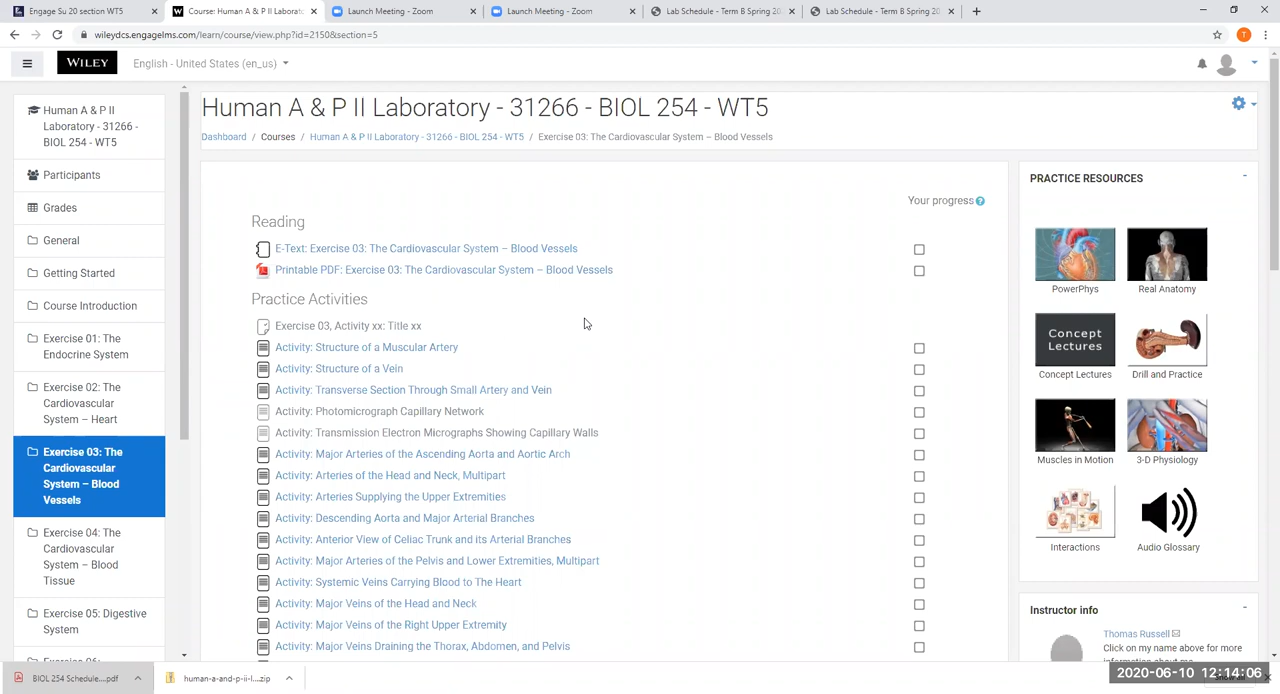 Engage Su 20 section WT5
Course: Human A & P II Laborato
Launch Meeting - Zoom
Launch Meeting - Zoom
Lab Schedule - Term B Spring 20
Lab Schedule - Term B Spring 20
wileydcs.engagelms.com/learn/course/view.php?id=2150&section=5
T
WILEY
English - United States (en_us)
Human A & P II
Laboratory - 31266 -
BIOL 254 - WT5
Participants
Grades
General
Getting Started
Course Introduction
Exercise 01: The
Endocrine System
Exercise 02: The
Cardiovascular
System – Heart
Exercise 03: The
Cardiovascular
System – Blood
Vessels
Exercise 04: The
Cardiovascular
System – Blood
Tissue
Exercise 05: Digestive
System
Exercise 06:
Human A & P II Laboratory - 31266 - BIOL 254 - WT5
Dashboard / Courses / Human A & P II Laboratory - 31266 - BIOL 254 - WT5 / Exercise 03: The Cardiovascular System – Blood Vessels
Your progress
Reading
E-Text: Exercise 03: The Cardiovascular System – Blood Vessels
Printable PDF: Exercise 03: The Cardiovascular System – Blood Vessels
Practice Activities
Exercise 03, Activity xx: Title xx
Activity: Structure of a Muscular Artery
Activity: Structure of a Vein
Activity: Transverse Section Through Small Artery and Vein
Activity: Photomicrograph Capillary Network
Activity: Transmission Electron Micrographs Showing Capillary Walls
Activity: Major Arteries of the Ascending Aorta and Aortic Arch
Activity: Arteries of the Head and Neck, Multipart
Activity: Arteries Supplying the Upper Extremities
Activity: Descending Aorta and Major Arterial Branches
Activity: Anterior View of Celiac Trunk and its Arterial Branches
Activity: Major Arteries of the Pelvis and Lower Extremities, Multipart
Activity: Systemic Veins Carrying Blood to The Heart
Activity: Major Veins of the Head and Neck
Activity: Major Veins of the Right Upper Extremity
Activity: Major Veins Draining the Thorax, Abdomen, and Pelvis
PRACTICE RESOURCES
PowerPhys
Real Anatomy
Concept
Lectures
Concept Lectures
Drill and Practice
Muscles in Motion
3-D Physiology
Interactions
Audio Glossary
Instructor info
Thomas Russell
Click on my name above for more
information about me.
BIOL 254 Schedule....pdf
human-a-and-p-ii-l....zip
2020-06-10 12:14:06